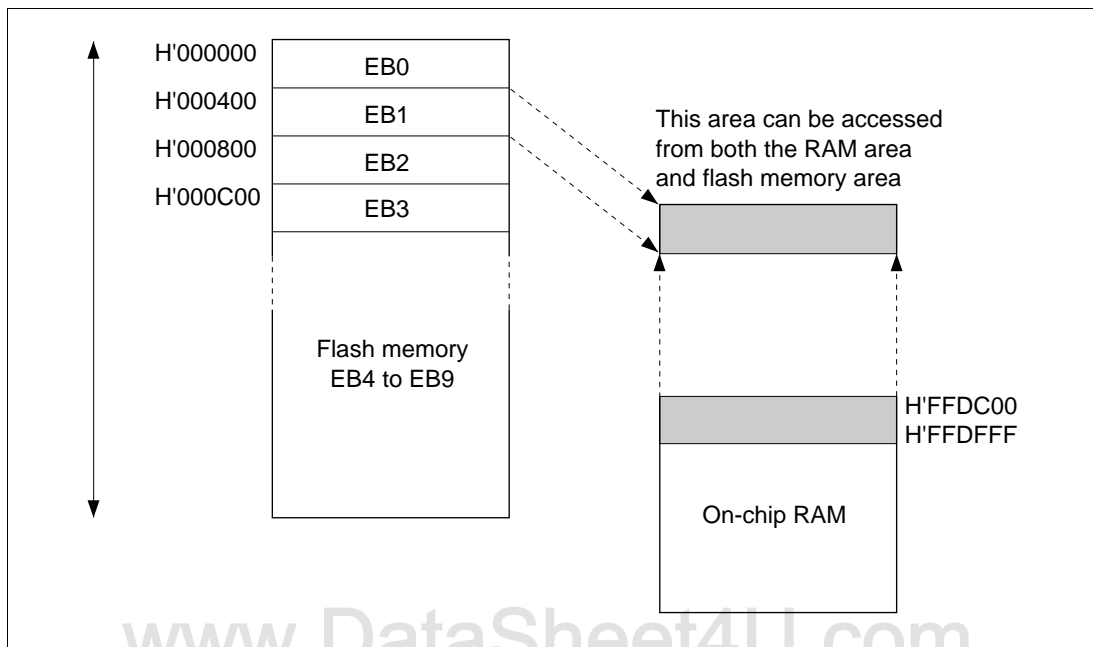 H'000000
EB0
H'000400
EB1
H'000800
EB2
H'000C00
EB3
Flash memory
EB4 to EB9
This area can be accessed
from both the RAM area
and flash memory area
H'FFDC00
H'FFDFFF
On-chip RAM
www.DataSheet4U.com